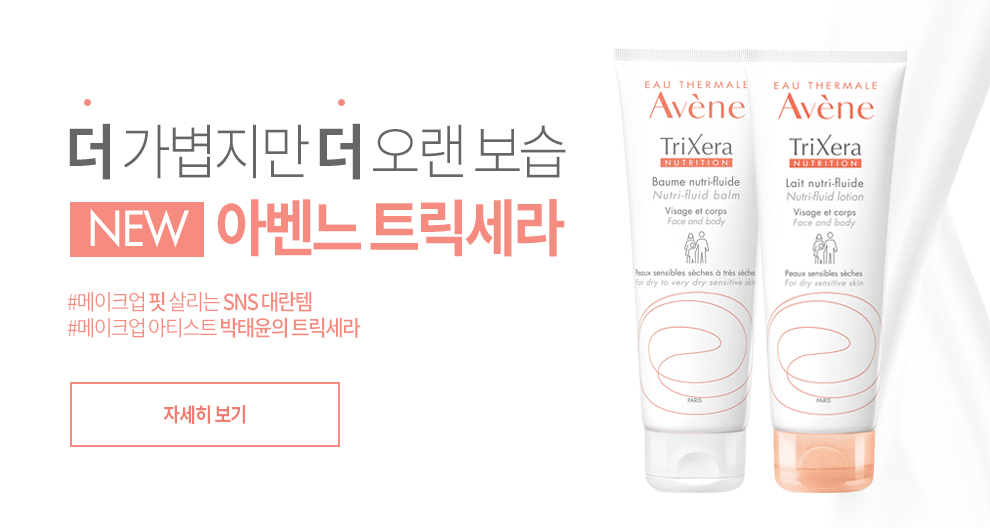 더 가볍지만 더 오랜 보습
NEW 아벤느 트릭세라
#메이크업 핏 살리는 SNS 대란템
#메이크업 아티스트 박태윤의 트릭세라
자세히 보기
EAU THERMALE
Avène
TriXera
NUTRITION
Baume nutri-fluide
Nutri-fluid balm
Visage et corps
Face and body
Peaux sensibles sèches à très sèches
For dry to very dry sensitive skin
PARIS
EAU THERMALE
Avène
TriXera
NUTRITION
Lait nutri-fluide
Nutri-fluid lotion
Visage et corps
Face and body
Peaux sensibles sèches
For dry sensitive skin
PARIS